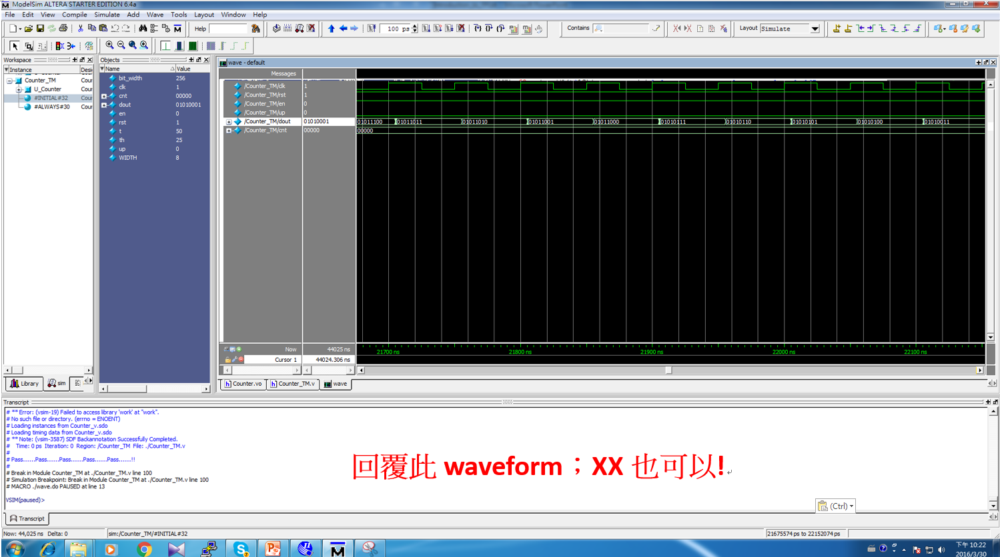 ModelSim ALTERA STARTER EDITION 6.4a
File Edit View Compile Simulate Add Wave Tools Layout Window Help
Help 100 ps Contains Layout Simulate
Workspace
Instance Desi
Counter_TM Cour
U_Counter Cour
#INITIAL#32 Cour
#ALWAYS#30 Cour
Library sim
Objects
Name Value
bit_width 256
clk 1
cnt 00000
dout 01010001
en 0
rst 1
t 50
th 25
up 0
WIDTH 8
wave - default
Messages
/Counter_TM/clk 1
/Counter_TM/rst 1
/Counter_TM/en 0
/Counter_TM/up 0
/Counter_TM/dout 01010001 01011100 01011011 01011010 01011001 01011000 01010111 01010110 01010101 01010100 01010011
/Counter_TM/cnt 00000 00000
Now 44025 ns 21700 ns 21800 ns 21900 ns 22000 ns 22100 ns
Cursor 1 44024.306 ns
Counter.vo Counter_TM.v wave
Transcript
# ** Error: (vsim-19) Failed to access library 'work' at "work".
# No such file or directory. (errno = ENOENT)
# Loading instances from Counter_v.sdo
# Loading timing data from Counter_v.sdo
# ** Note: (vsim-3587) SDF Backannotation Successfully Completed.
# Time: 0 ps Iteration: 0 Region: /Counter_TM File: ./Counter_TM.v
#
# Pass......Pass......Pass......Pass......Pass......!!
#
# Break in Module Counter_TM at ./Counter_TM.v line 100
# Simulation Breakpoint: Break in Module Counter_TM at ./Counter_TM.v line 100
# MACRO ./wave.do PAUSED at line 13
VSIM(paused)>
回覆此 waveform；XX 也可以!
(Ctrl)
Transcript
Now: 44,025 ns Delta: 0 sim:/Counter_TM/#INITIAL#32 21675574 ps to 22152074 ps
下午 10:22
2016/3/30